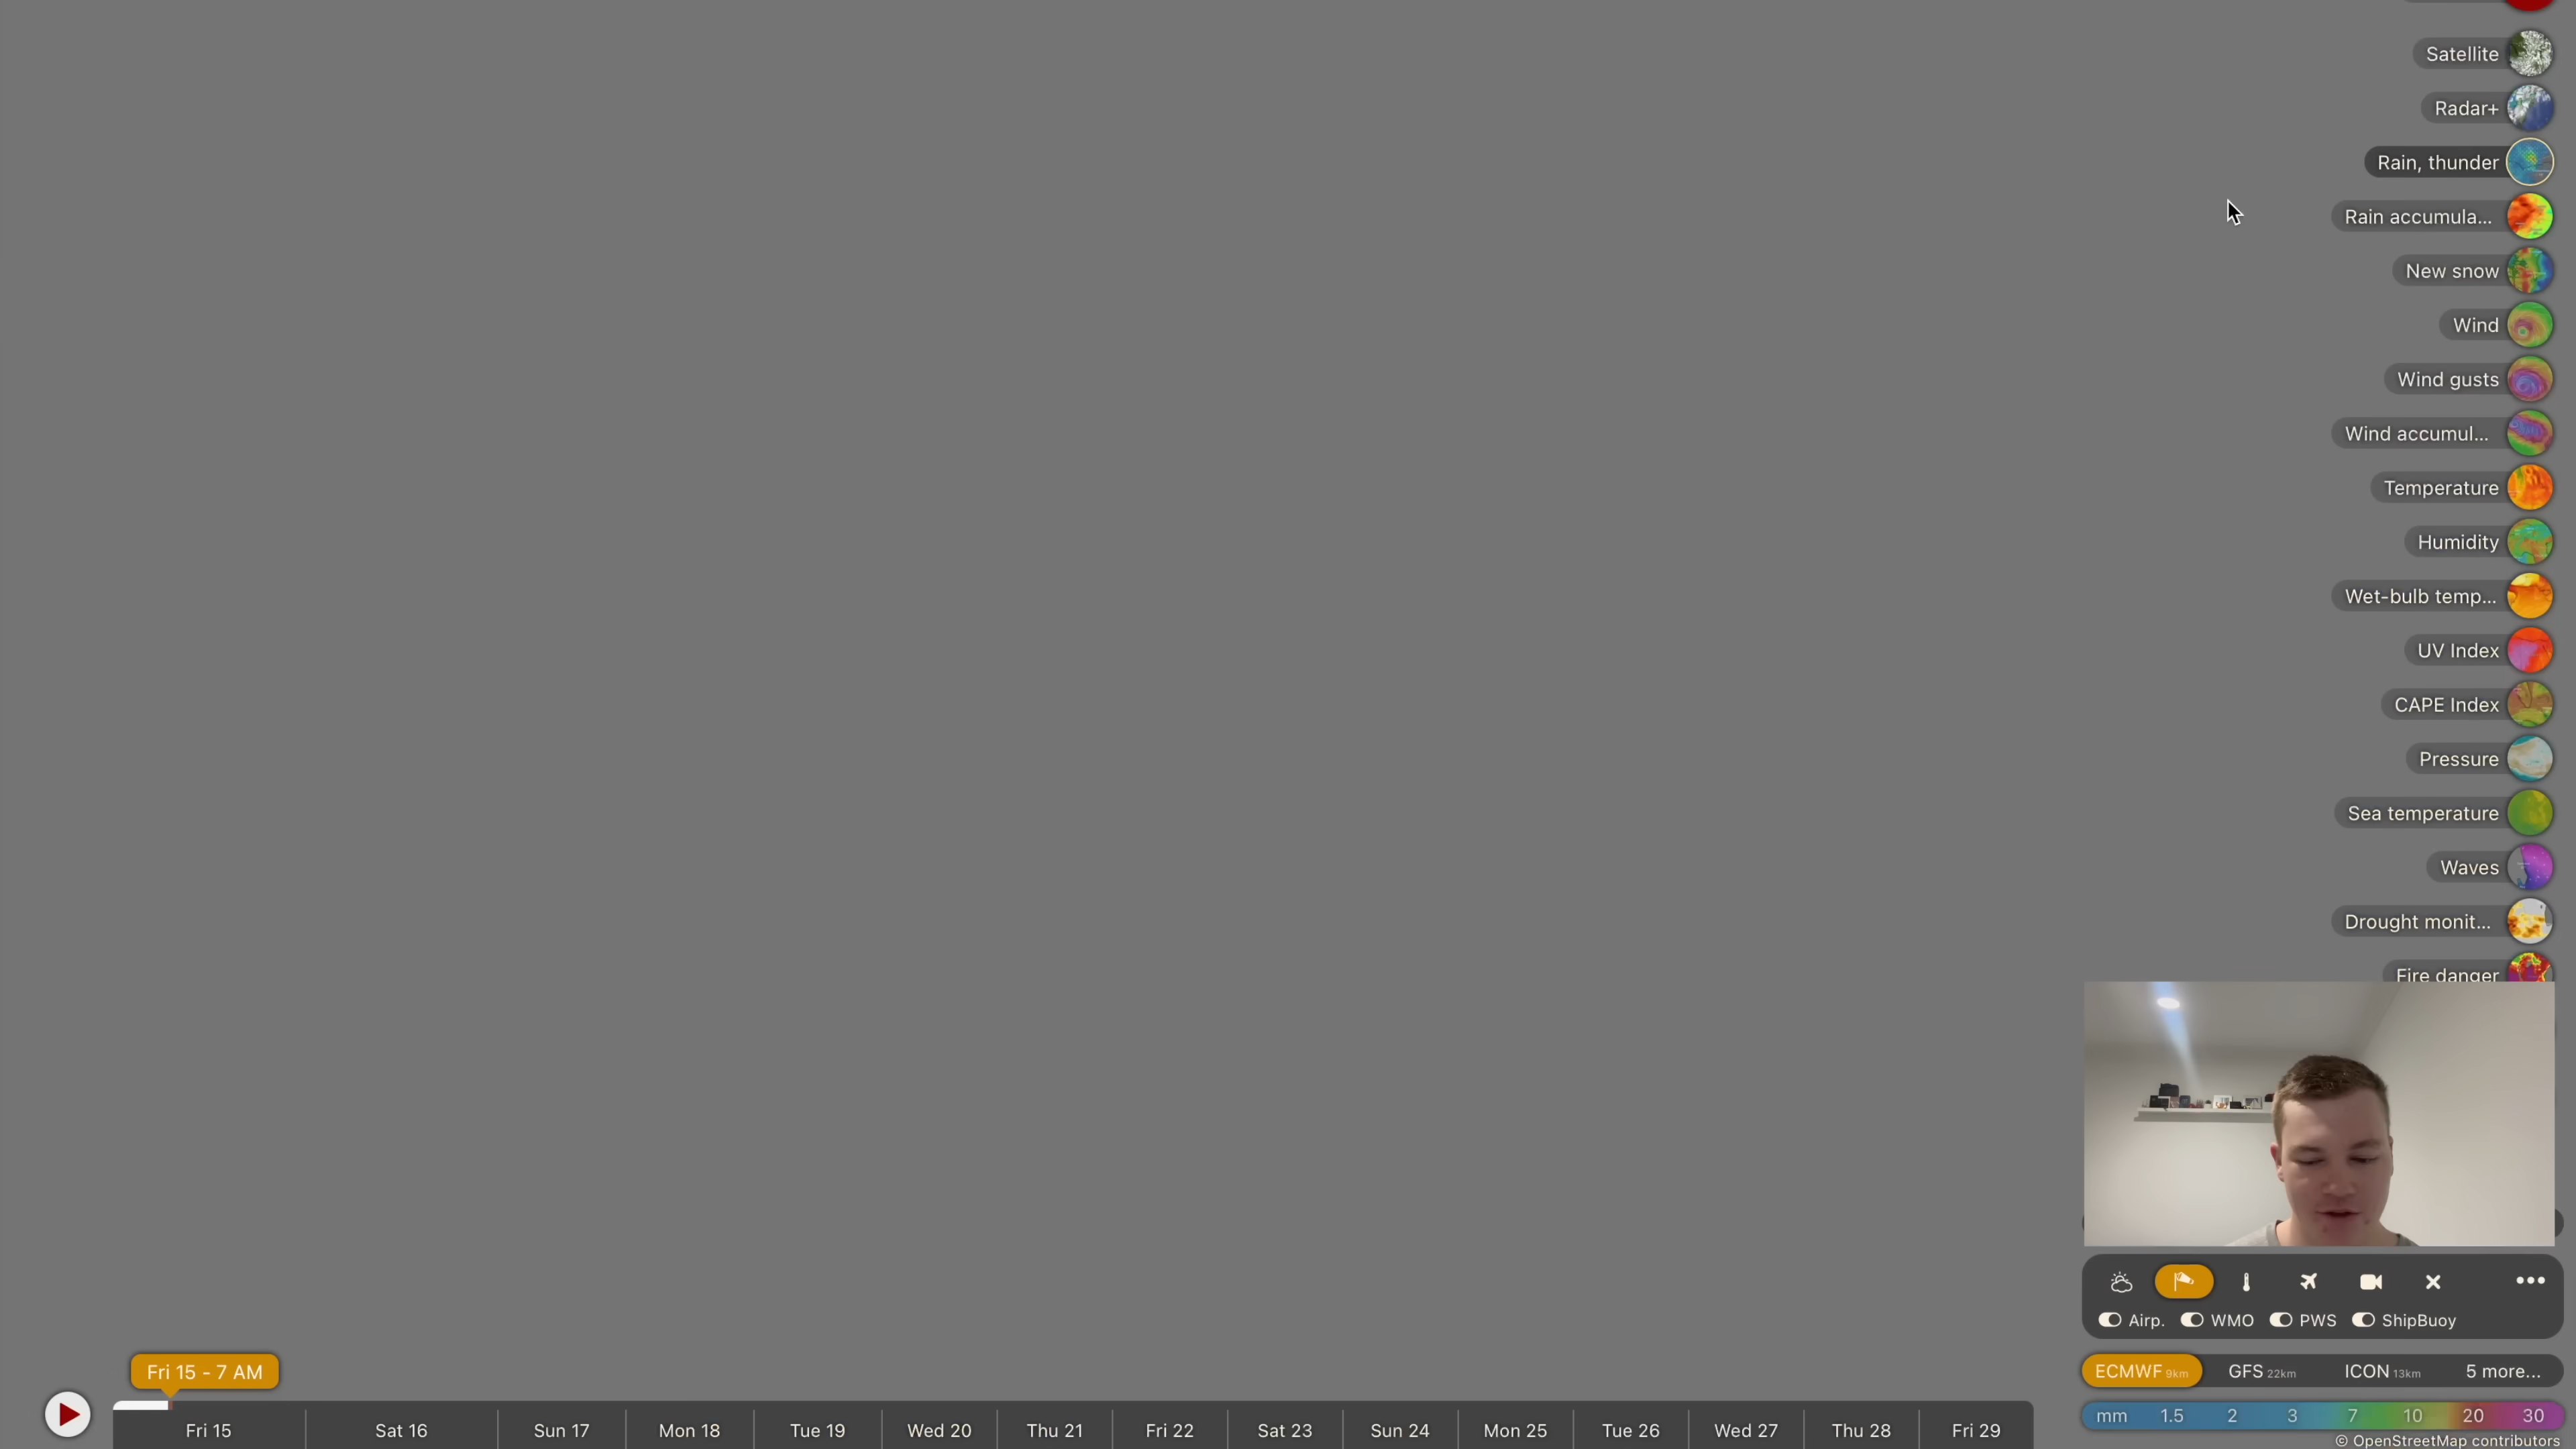 Satellite
Radar+
Rain, thunder
Rain accumula...
New snow
Wind
Wind gusts
Wind accumul...
Temperature
Humidity
Wet-bulb temp...
UV Index
CAPE Index
Pressure
Sea temperature
Waves
Drought monit...
Fire danger
Airp. WMO PWS ShipBuoy
ECMWF 9km GFS 22km ICON 13km 5 more...
mm 1.5 2 3 7 10 20 30
© OpenStreetMap contributors
Fri 15 - 7 AM
Fri 15 Sat 16 Sun 17 Mon 18 Tue 19 Wed 20 Thu 21 Fri 22 Sat 23 Sun 24 Mon 25 Tue 26 Wed 27 Thu 28 Fri 29